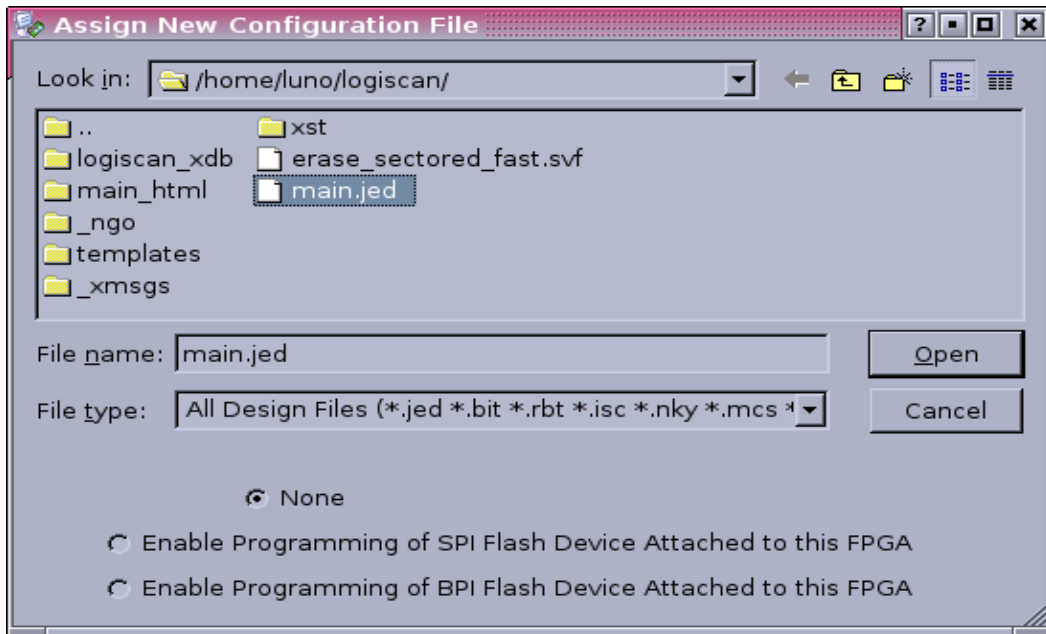 Assign New Configuration File
Look in: /home/luno/logiscan/
.. xst
logiscan_xdb erase_sectored_fast.svf
main_html main.jed
_ngo
templates
_xmsgs
File name: main.jed Open
File type: All Design Files (*.jed *.bit *.rbt *.isc *.nky *.mcs * Cancel
None
Enable Programming of SPI Flash Device Attached to this FPGA
Enable Programming of BPI Flash Device Attached to this FPGA